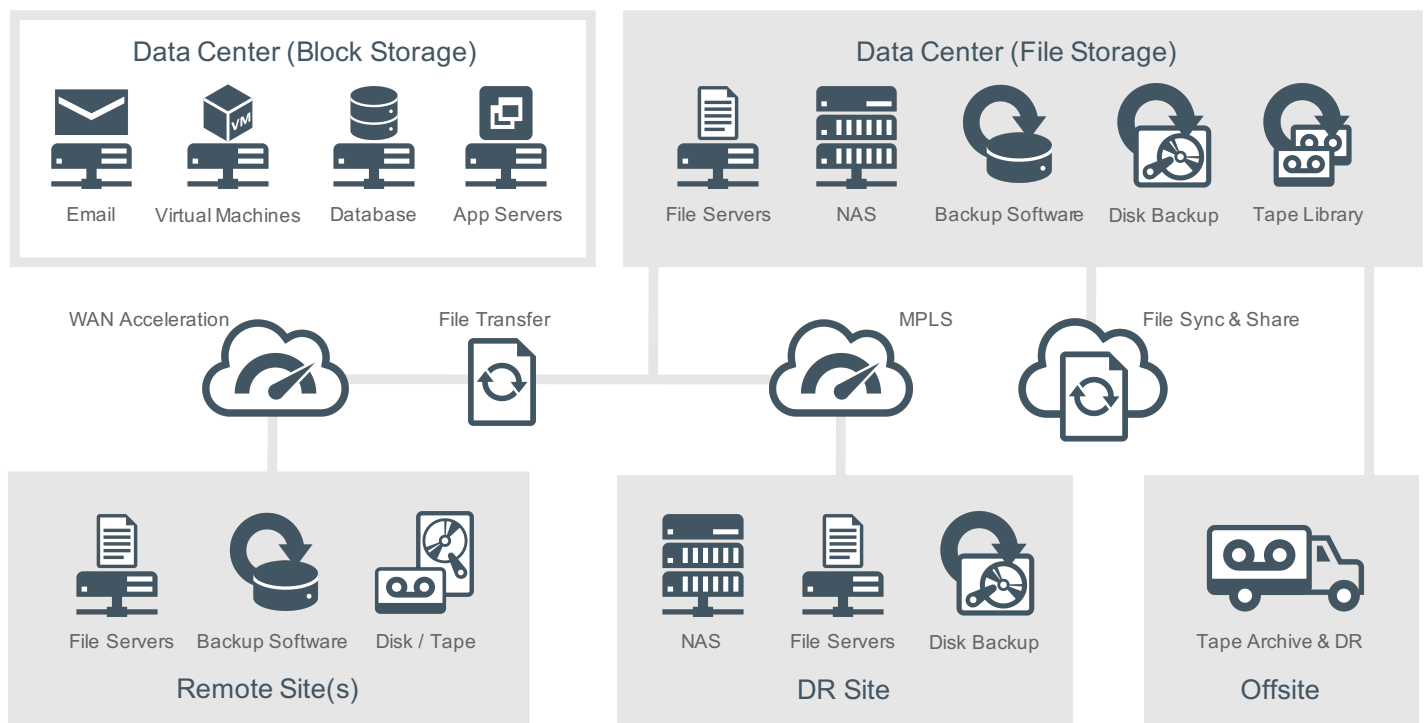 Data Center (Block Storage)
VM
Email
Virtual Machines
Database
App Servers
Data Center (File Storage)
File Servers
NAS
Backup Software
Disk Backup
Tape Library
WAN Acceleration
File Transfer
MPLS
File Sync & Share
File Servers
Backup Software
Disk / Tape
Remote Site(s)
NAS
File Servers
Disk Backup
DR Site
Tape Archive & DR
Offsite